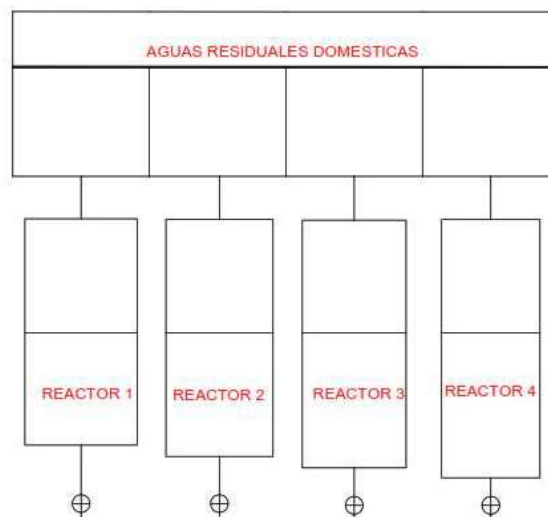 AGUAS RESIDUALES DOMESTICAS
REACTOR 1
REACTOR 2
REACTOR 3
REACTOR 4